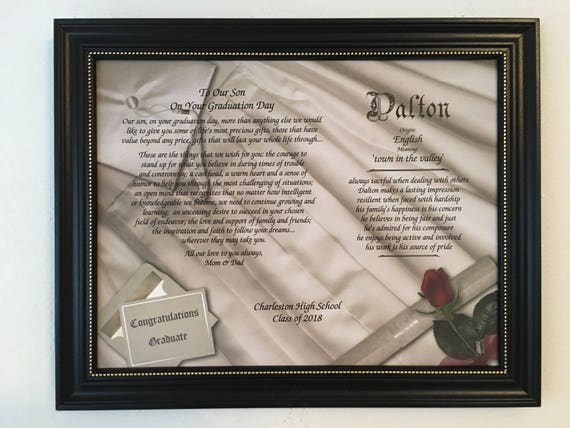 To Our Son
On Your Graduation Day
Our son, on your graduation day, more than anything else we would
like to give you some of life's most precious gifts, those that have
value beyond any price, gifts that will last your whole life through...
These are the things that we wish for you: the courage to
stand up for what you believe in during times of trouble
and controversy; a cool head, a warm heart and a sense of
humor to help you through the most challenging of situations;
an open mind that recognizes that no matter how intelligent
or knowledgeable we become, we need to continue growing and
learning; an unceasing desire to succeed in your chosen
field of endeavor; the love and support of family and friends;
the inspiration and faith to follow your dreams...
wherever they may take you.
All our love to you always,
Mom & Dad
Charleston High School
Class of 2018
Congratulations
Graduate
Dalton
Origin:
English
Meaning:
'town in the valley'
always tactful when dealing with others
Dalton makes a lasting impression
resilient when faced with hardship
his family's happiness is his concern
he believes in being fair and just
he's admired for his composure
he enjoys being active and involved
his work is his source of pride